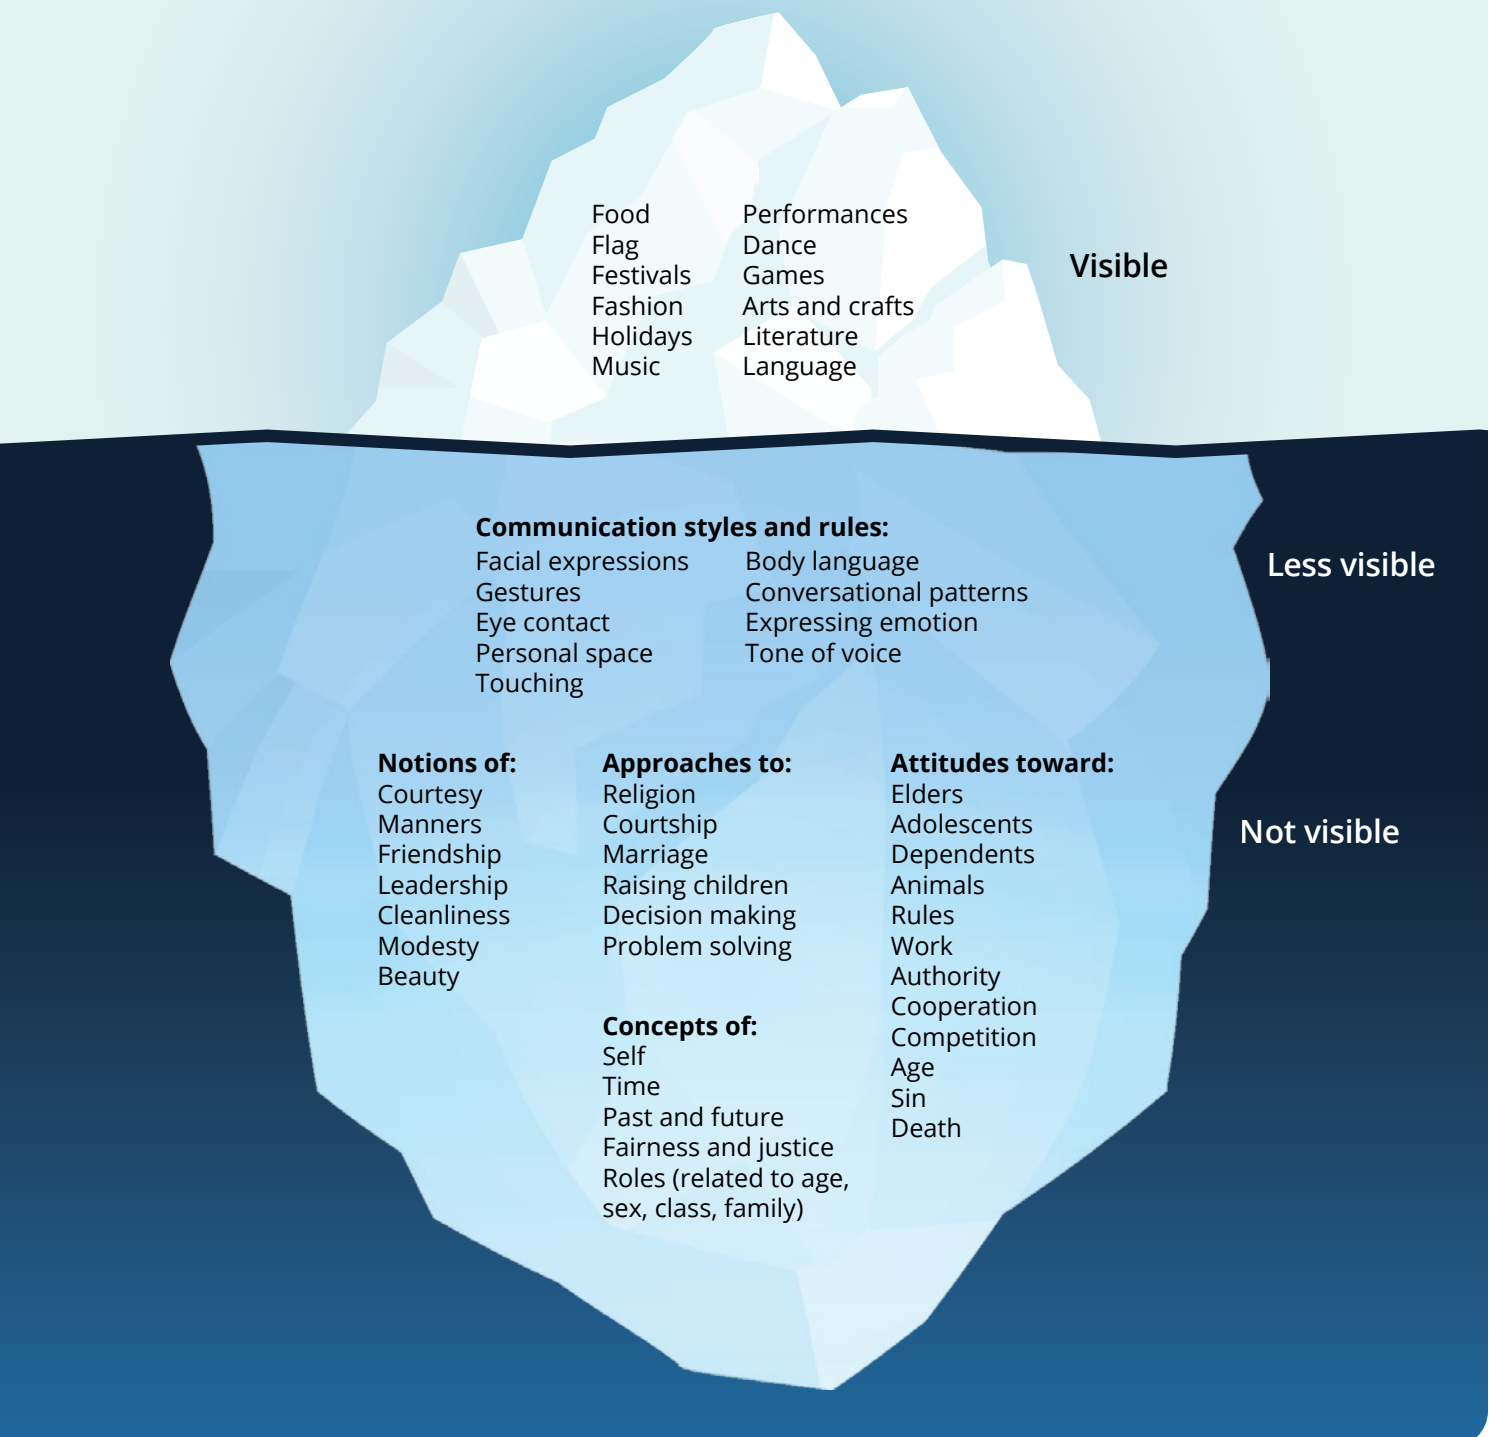 Food
Flag
Festivals
Fashion
Holidays
Music
Performances
Dance
Games
Arts and crafts
Literature
Language
Visible
Communication styles and rules:
Facial expressions
Gestures
Eye contact
Personal space
Touching
Body language
Conversational patterns
Expressing emotion
Tone of voice
Less visible
Notions of:
Courtesy
Manners
Friendship
Leadership
Cleanliness
Modesty
Beauty
Approaches to:
Religion
Courtship
Marriage
Raising children
Decision making
Problem solving
Concepts of:
Self
Time
Past and future
Fairness and justice
Roles (related to age,
sex, class, family)
Attitudes toward:
Elders
Adolescents
Dependents
Animals
Rules
Work
Authority
Cooperation
Competition
Age
Sin
Death
Not visible